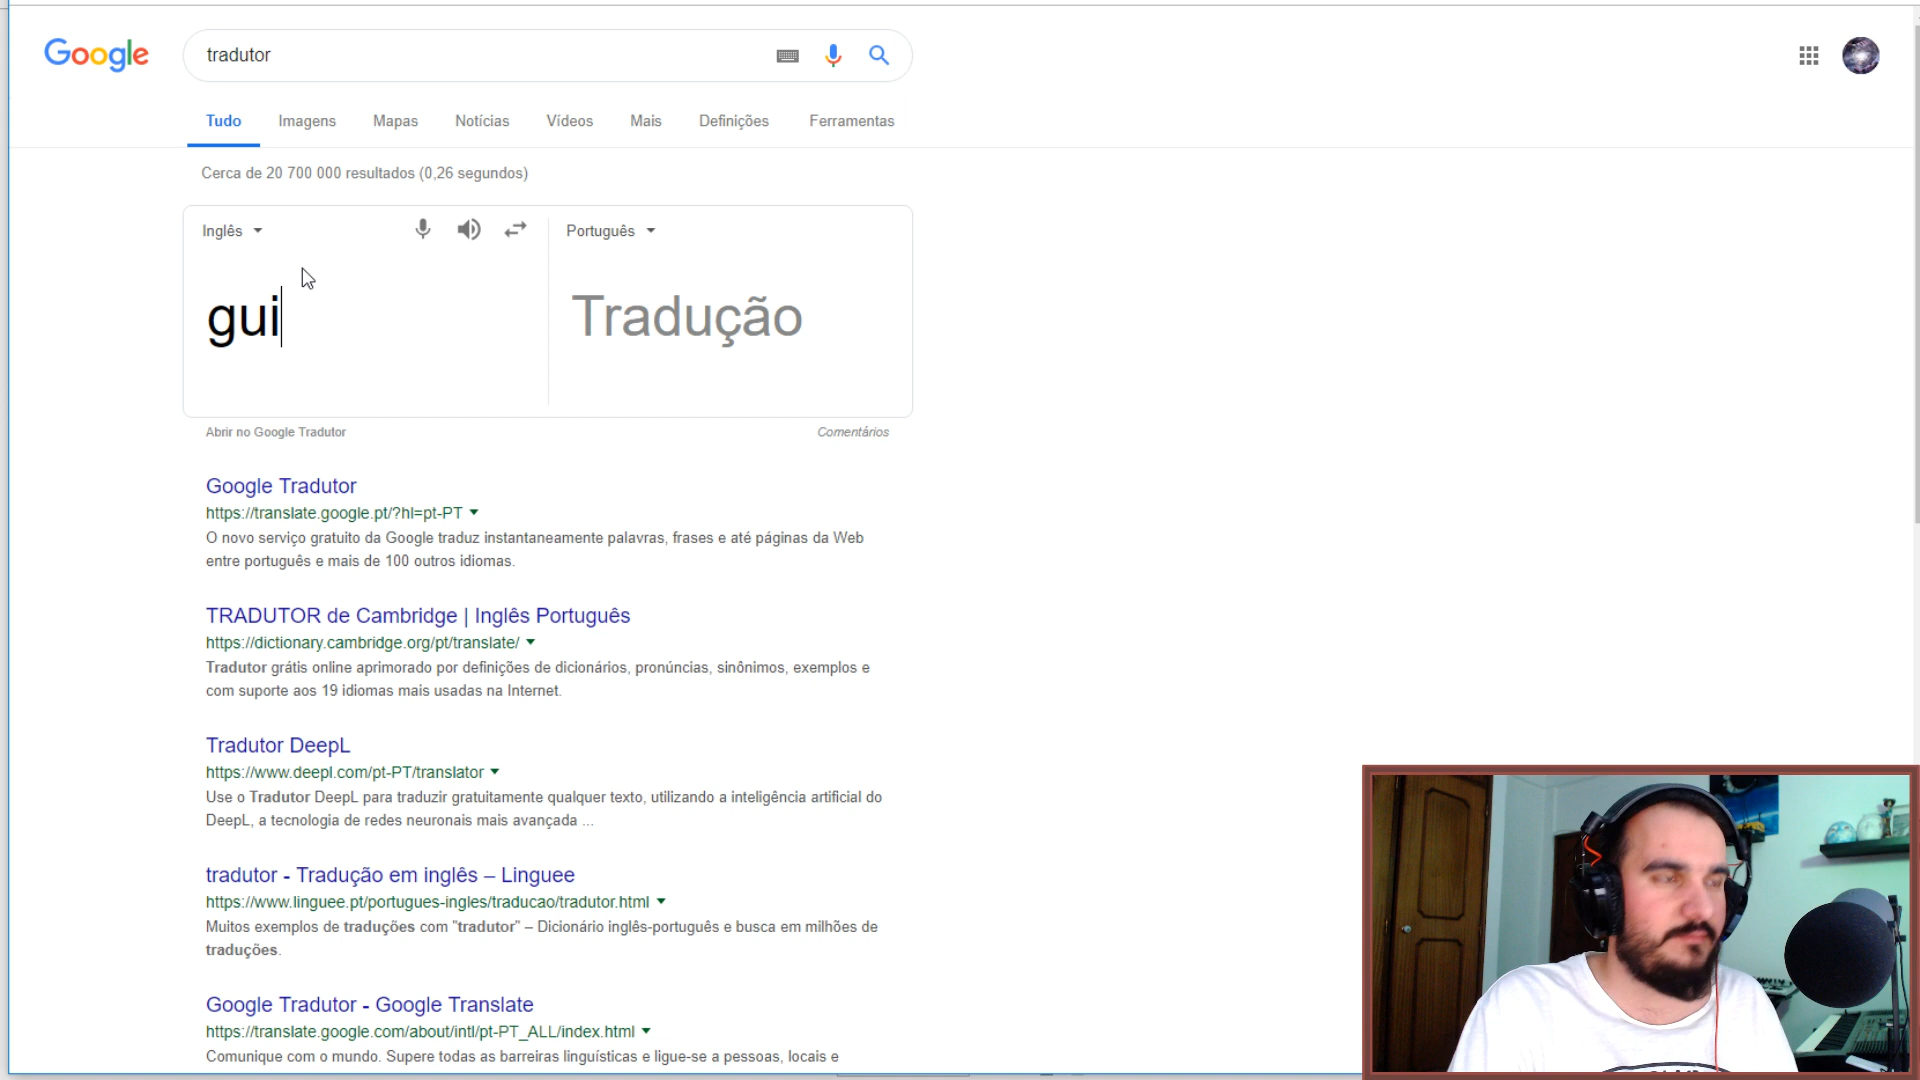 Google
tradutor
Tudo Imagens Mapas Notícias Vídeos Mais Definições Ferramentas
Cerca de 20 700 000 resultados (0,26 segundos)
Inglês Português
gui Tradução
Abrir no Google Tradutor Comentários
Google Tradutor
https://translate.google.pt/?hl=pt-PT
O novo serviço gratuito da Google traduz instantaneamente palavras, frases e até páginas da Web
entre português e mais de 100 outros idiomas.
TRADUTOR de Cambridge | Inglês Português
https://dictionary.cambridge.org/pt/translate/
Tradutor grátis online aprimorado por definições de dicionários, pronúncias, sinônimos, exemplos e
com suporte aos 19 idiomas mais usadas na Internet.
Tradutor DeepL
https://www.deepl.com/pt-PT/translator
Use o Tradutor DeepL para traduzir gratuitamente qualquer texto, utilizando a inteligência artificial do
DeepL, a tecnologia de redes neuronais mais avançada ...
tradutor - Tradução em inglês – Linguee
https://www.linguee.pt/portugues-ingles/traducao/tradutor.html
Muitos exemplos de traduções com "tradutor" – Dicionário inglês-português e busca em milhões de
traduções.
Google Tradutor - Google Translate
https://translate.google.com/about/intl/pt-PT_ALL/index.html
Comunique com o mundo. Supere todas as barreiras linguísticas e ligue-se a pessoas, locais e